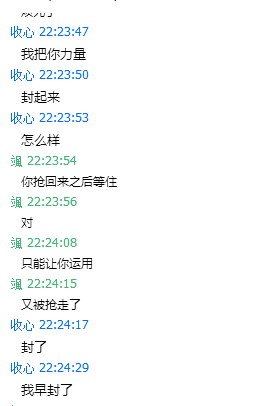 收心 22:23:47
我把你力量
收心 22:23:50
封起来
收心 22:23:53
怎么样
颯 22:23:54
你抢回来之后等住
颯 22:23:56
对
颯 22:24:08
只能让你运用
颯 22:24:15
又被抢走了
收心 22:24:17
封了
收心 22:24:29
我早封了